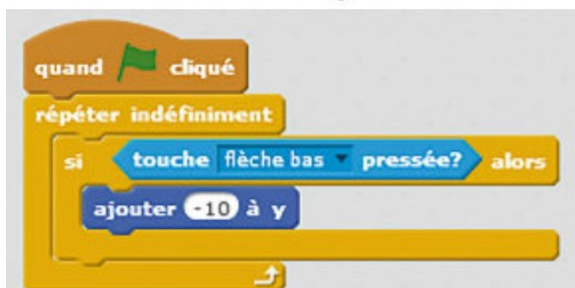 quand cliqué
répéter indéfiniment
si touche flèche bas pressée? alors
ajouter -10 à y